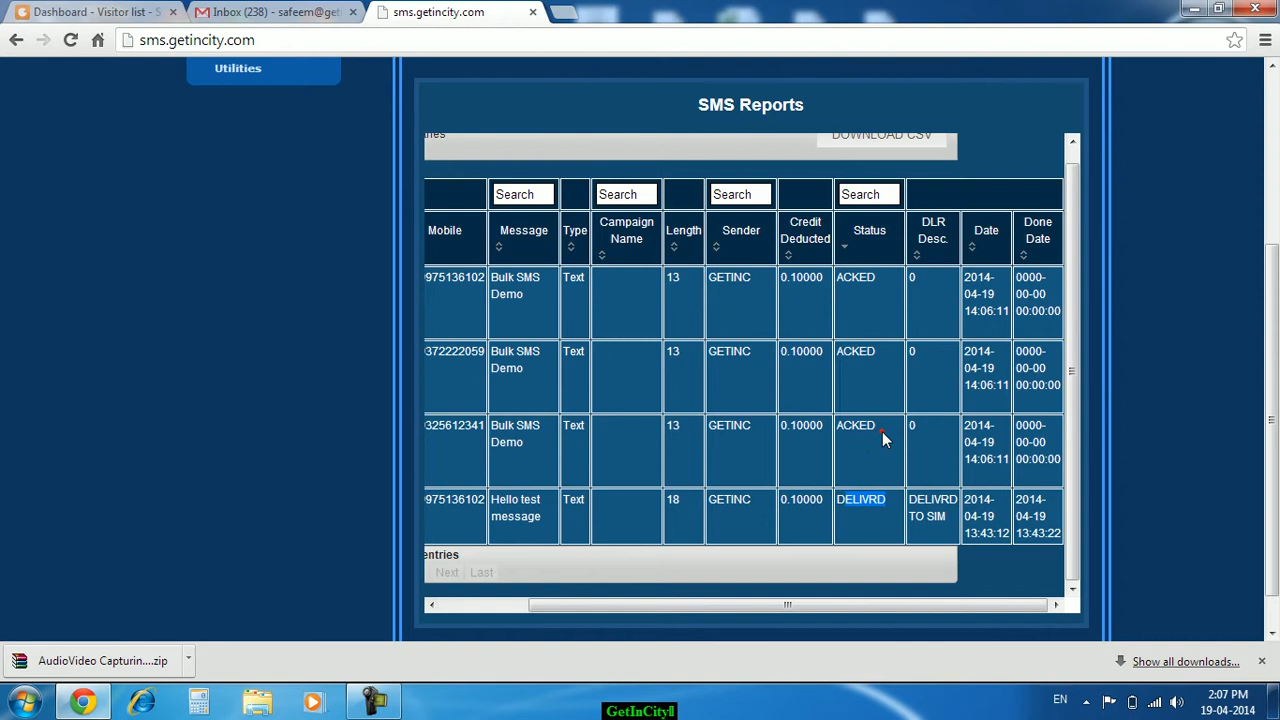 Dashboard - Visitor list - S
Inbox (238) - safeem@get
sms.getincity.com
sms.getincity.com
Utilities
SMS Reports
DOWNLOAD CSV
Search Search Search Search
Mobile Message Type Campaign Name Length Sender Credit Deducted Status DLR Desc. Date Done Date
0975136102 Bulk SMS Demo Text 13 GETINC 0.10000 ACKED 0 2014-04-19 14:06:11 0000-00-00 00:00:00
0372222059 Bulk SMS Demo Text 13 GETINC 0.10000 ACKED 0 2014-04-19 14:06:11 0000-00-00 00:00:00
0325612341 Bulk SMS Demo Text 13 GETINC 0.10000 ACKED 0 2014-04-19 14:06:11 0000-00-00 00:00:00
0975136102 Hello test message Text 18 GETINC 0.10000 DELIVRD DELIVRD TO SIM 2014-04-19 13:43:12 2014-04-19 13:43:22
entries
Next Last
AudioVideo Capturin....zip
Show all downloads...
EN
2:07 PM
19-04-2014
GetInCity